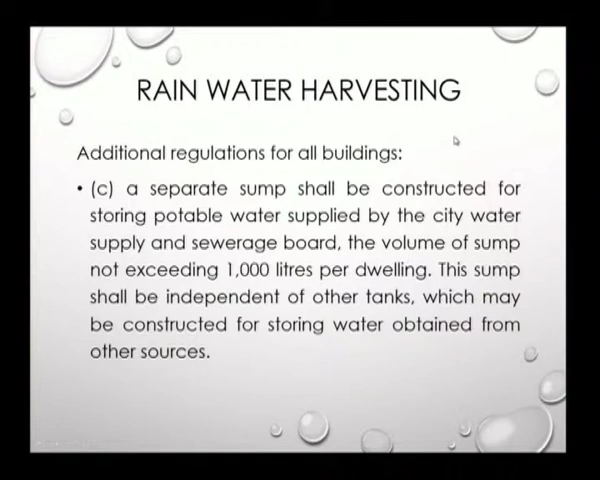 RAIN WATER HARVESTING
Additional regulations for all buildings:
• (c) a separate sump shall be constructed for
storing potable water supplied by the city water
supply and sewerage board, the volume of sump
not exceeding 1,000 litres per dwelling. This sump
shall be independent of other tanks, which may
be constructed for storing water obtained from
other sources.